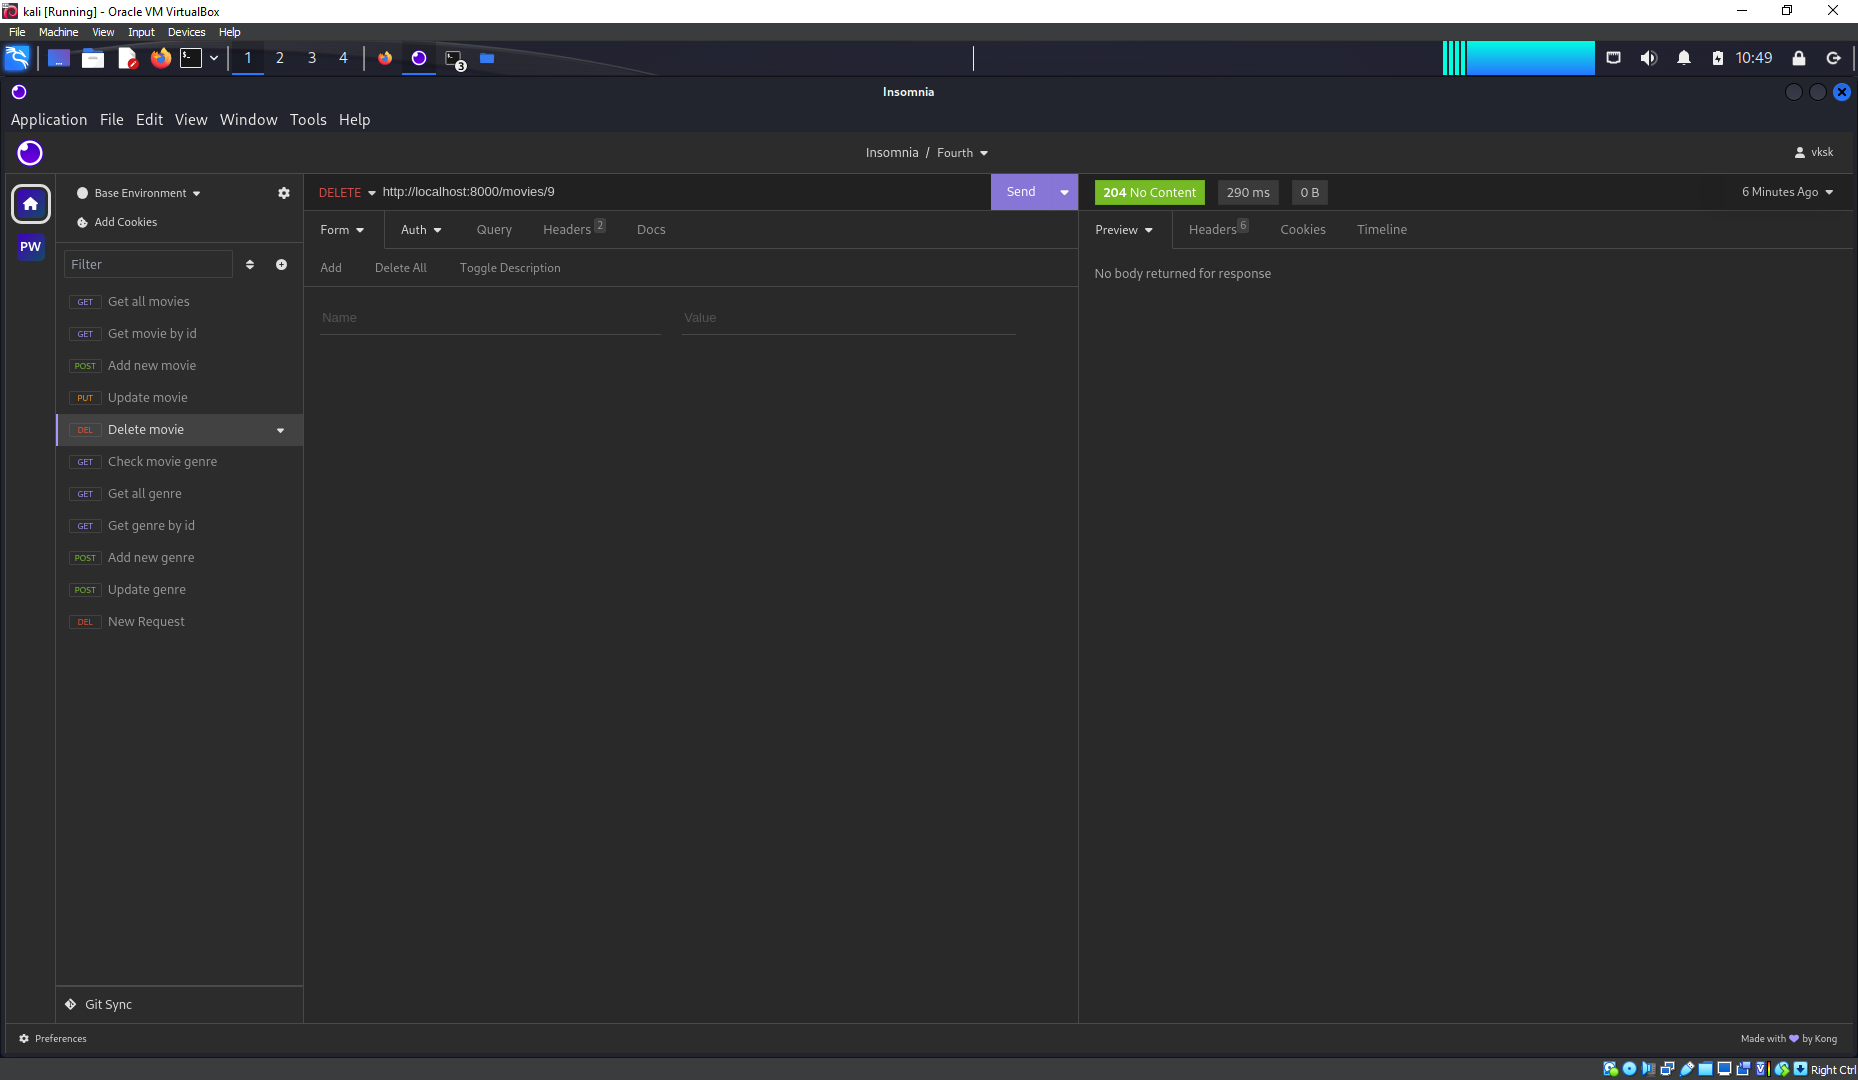 kali [Running] - Oracle VM VirtualBox
File Machine View Input Devices Help
1 2 3 4 3 10:49
Insomnia
Application File Edit View Window Tools Help
Insomnia / Fourth vksk
Base Environment
Add Cookies
PW
Filter
GET Get all movies
GET Get movie by id
POST Add new movie
PUT Update movie
DEL Delete movie
GET Check movie genre
GET Get all genre
GET Get genre by id
POST Add new genre
POST Update genre
DEL New Request
Git Sync
DELETE http://localhost:8000/movies/9 Send
Form Auth Query Headers 2 Docs
Add Delete All Toggle Description
Name Value
204 No Content 290 ms 0 B 6 Minutes Ago
Preview Headers 6 Cookies Timeline
No body returned for response
Preferences Made with by Kong
Right Ctrl